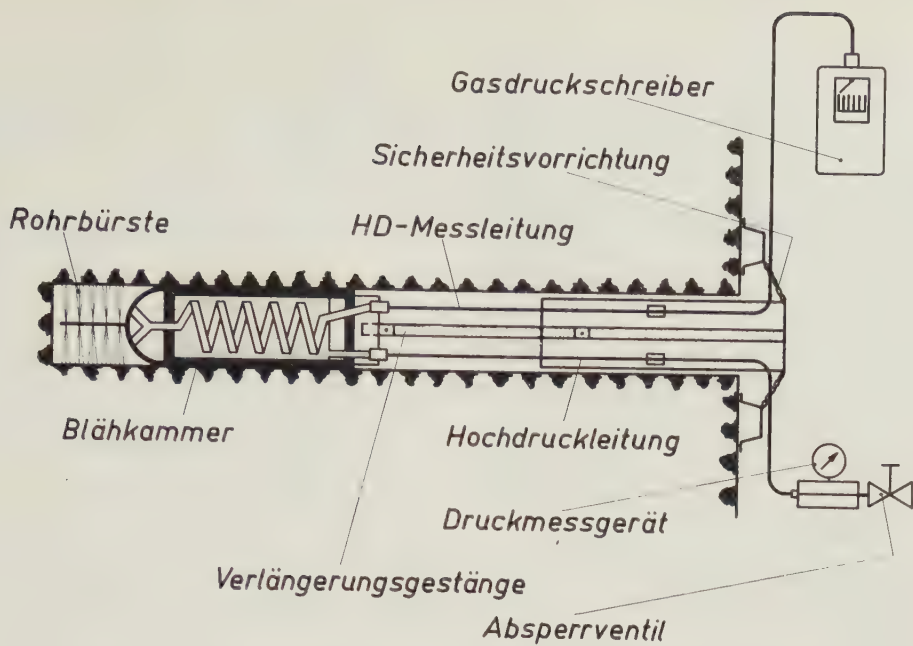 Gasdruckschreiber
Sicherheitsvorrichtung
Rohrbürste
HD-Messleitung
Blähkammer
Hochdruckleitung
Druckmessgerät
Verlängerungsgestänge
Absperrventil